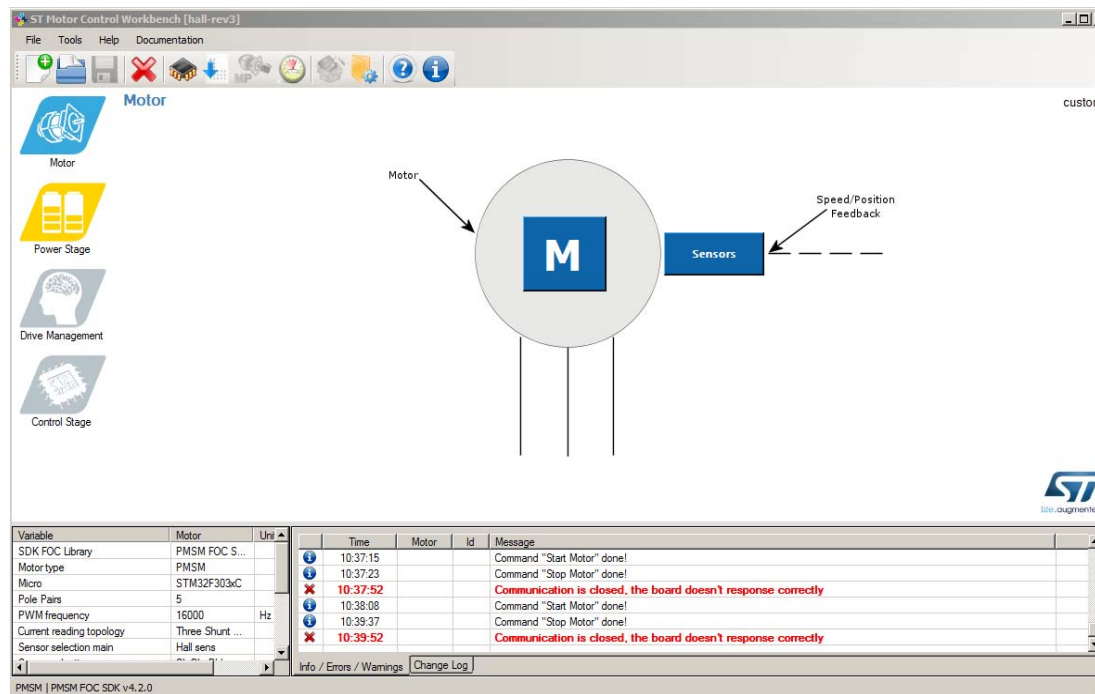 ST Motor Control Workbench [hall-rev3]
File Tools Help Documentation
MP
Motor
custom
Motor
Power Stage
Drive Management
Control Stage
Motor
M
Sensors
Speed/Position
Feedback
ST
life.augmented
Variable Motor Uni
SDK FOC Library PMSM FOC S...
Motor type PMSM
Micro STM32F303xC
Pole Pairs 5
PWM frequency 16000 Hz
Current reading topology Three Shunt ...
Sensor selection main Hall sens
Time Motor Id Message
10:37:15 Command "Start Motor" done!
10:37:23 Command "Stop Motor" done!
10:37:52 Communication is closed, the board doesn't response correctly
10:38:08 Command "Start Motor" done!
10:39:37 Command "Stop Motor" done!
10:39:52 Communication is closed, the board doesn't response correctly
Info / Errors / Warnings Change Log
PMSM | PMSM FOC SDK v4.2.0